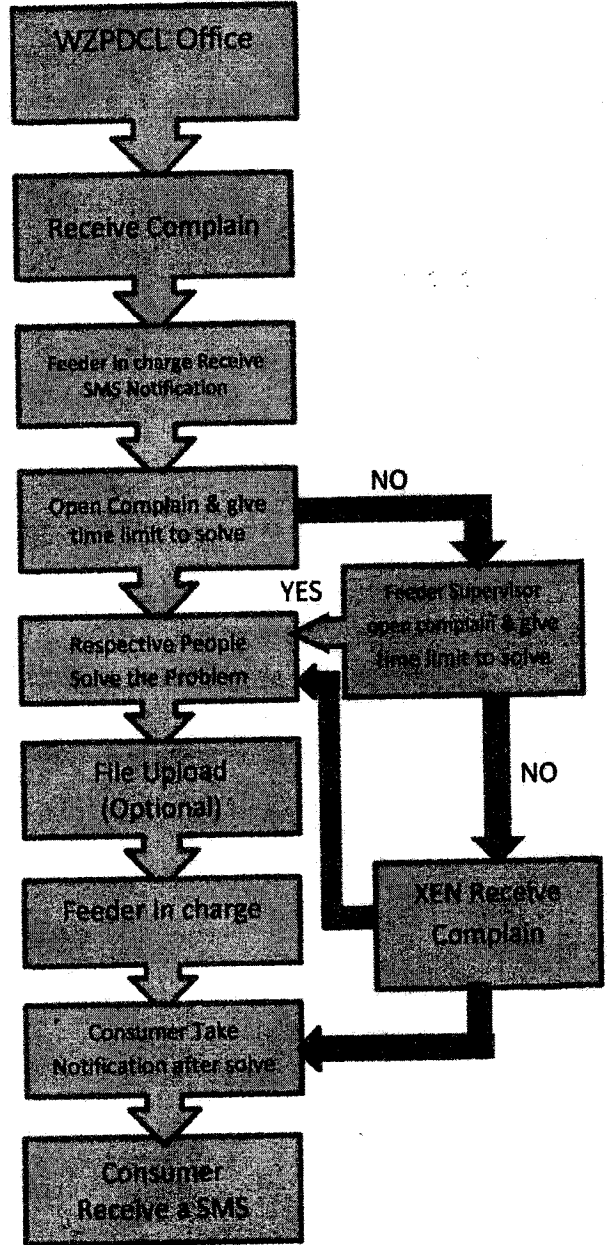 WZPDCL Office
Receive Complain
Feeder In charge Receive
SMS Notification
Open Complain & give
time limit to solve
NO
YES
Feeder Supervisor
open complain & give
time limit to solve
Respective People
Solve the Problem
NO
File Upload
(Optional)
XEN Receive
Complain
Feeder In charge
Consumer Take
Notification after solve
Consumer
Receive a SMS